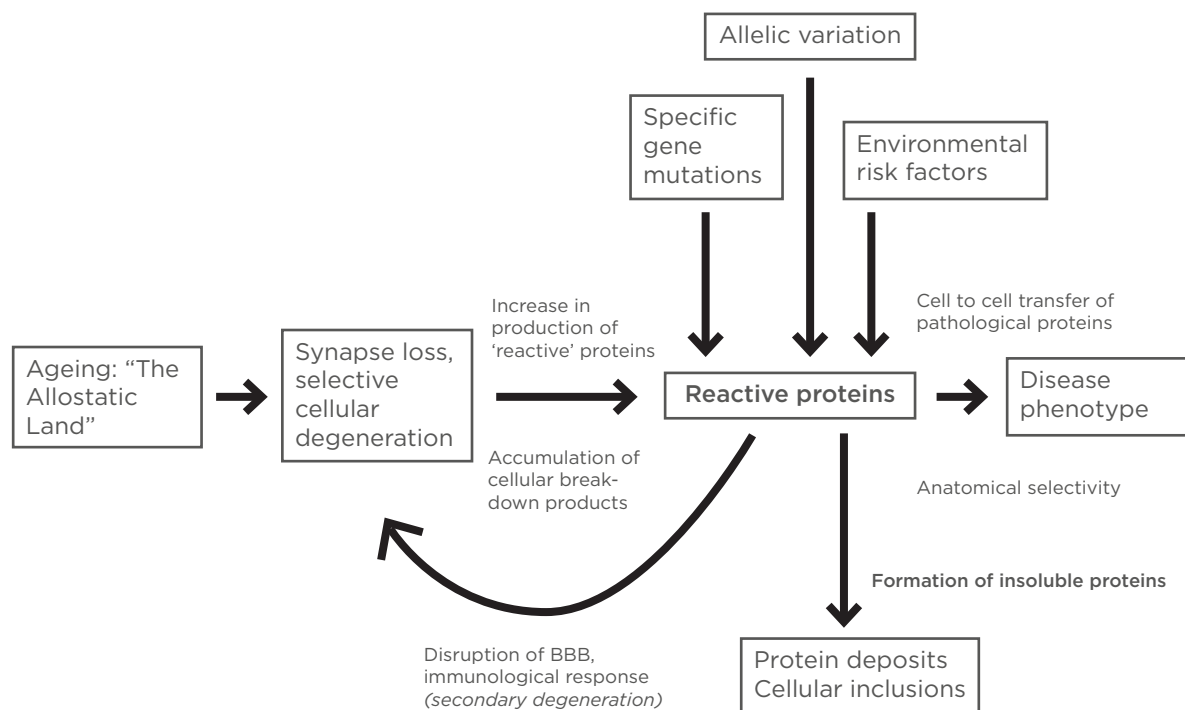 Allelic variation
Specific
gene
mutations
Environmental
risk factors
Increase in
production of
‘reactive’ proteins
Cell to cell transfer of
pathological proteins
Ageing: “The
Allostatic
Land”
Synapse loss,
selective
cellular
degeneration
Reactive proteins
Disease
phenotype
Accumulation of
cellular break-
down products
Anatomical selectivity
Formation of insoluble proteins
Disruption of BBB,
immunological response
(secondary degeneration)
Protein deposits
Cellular inclusions